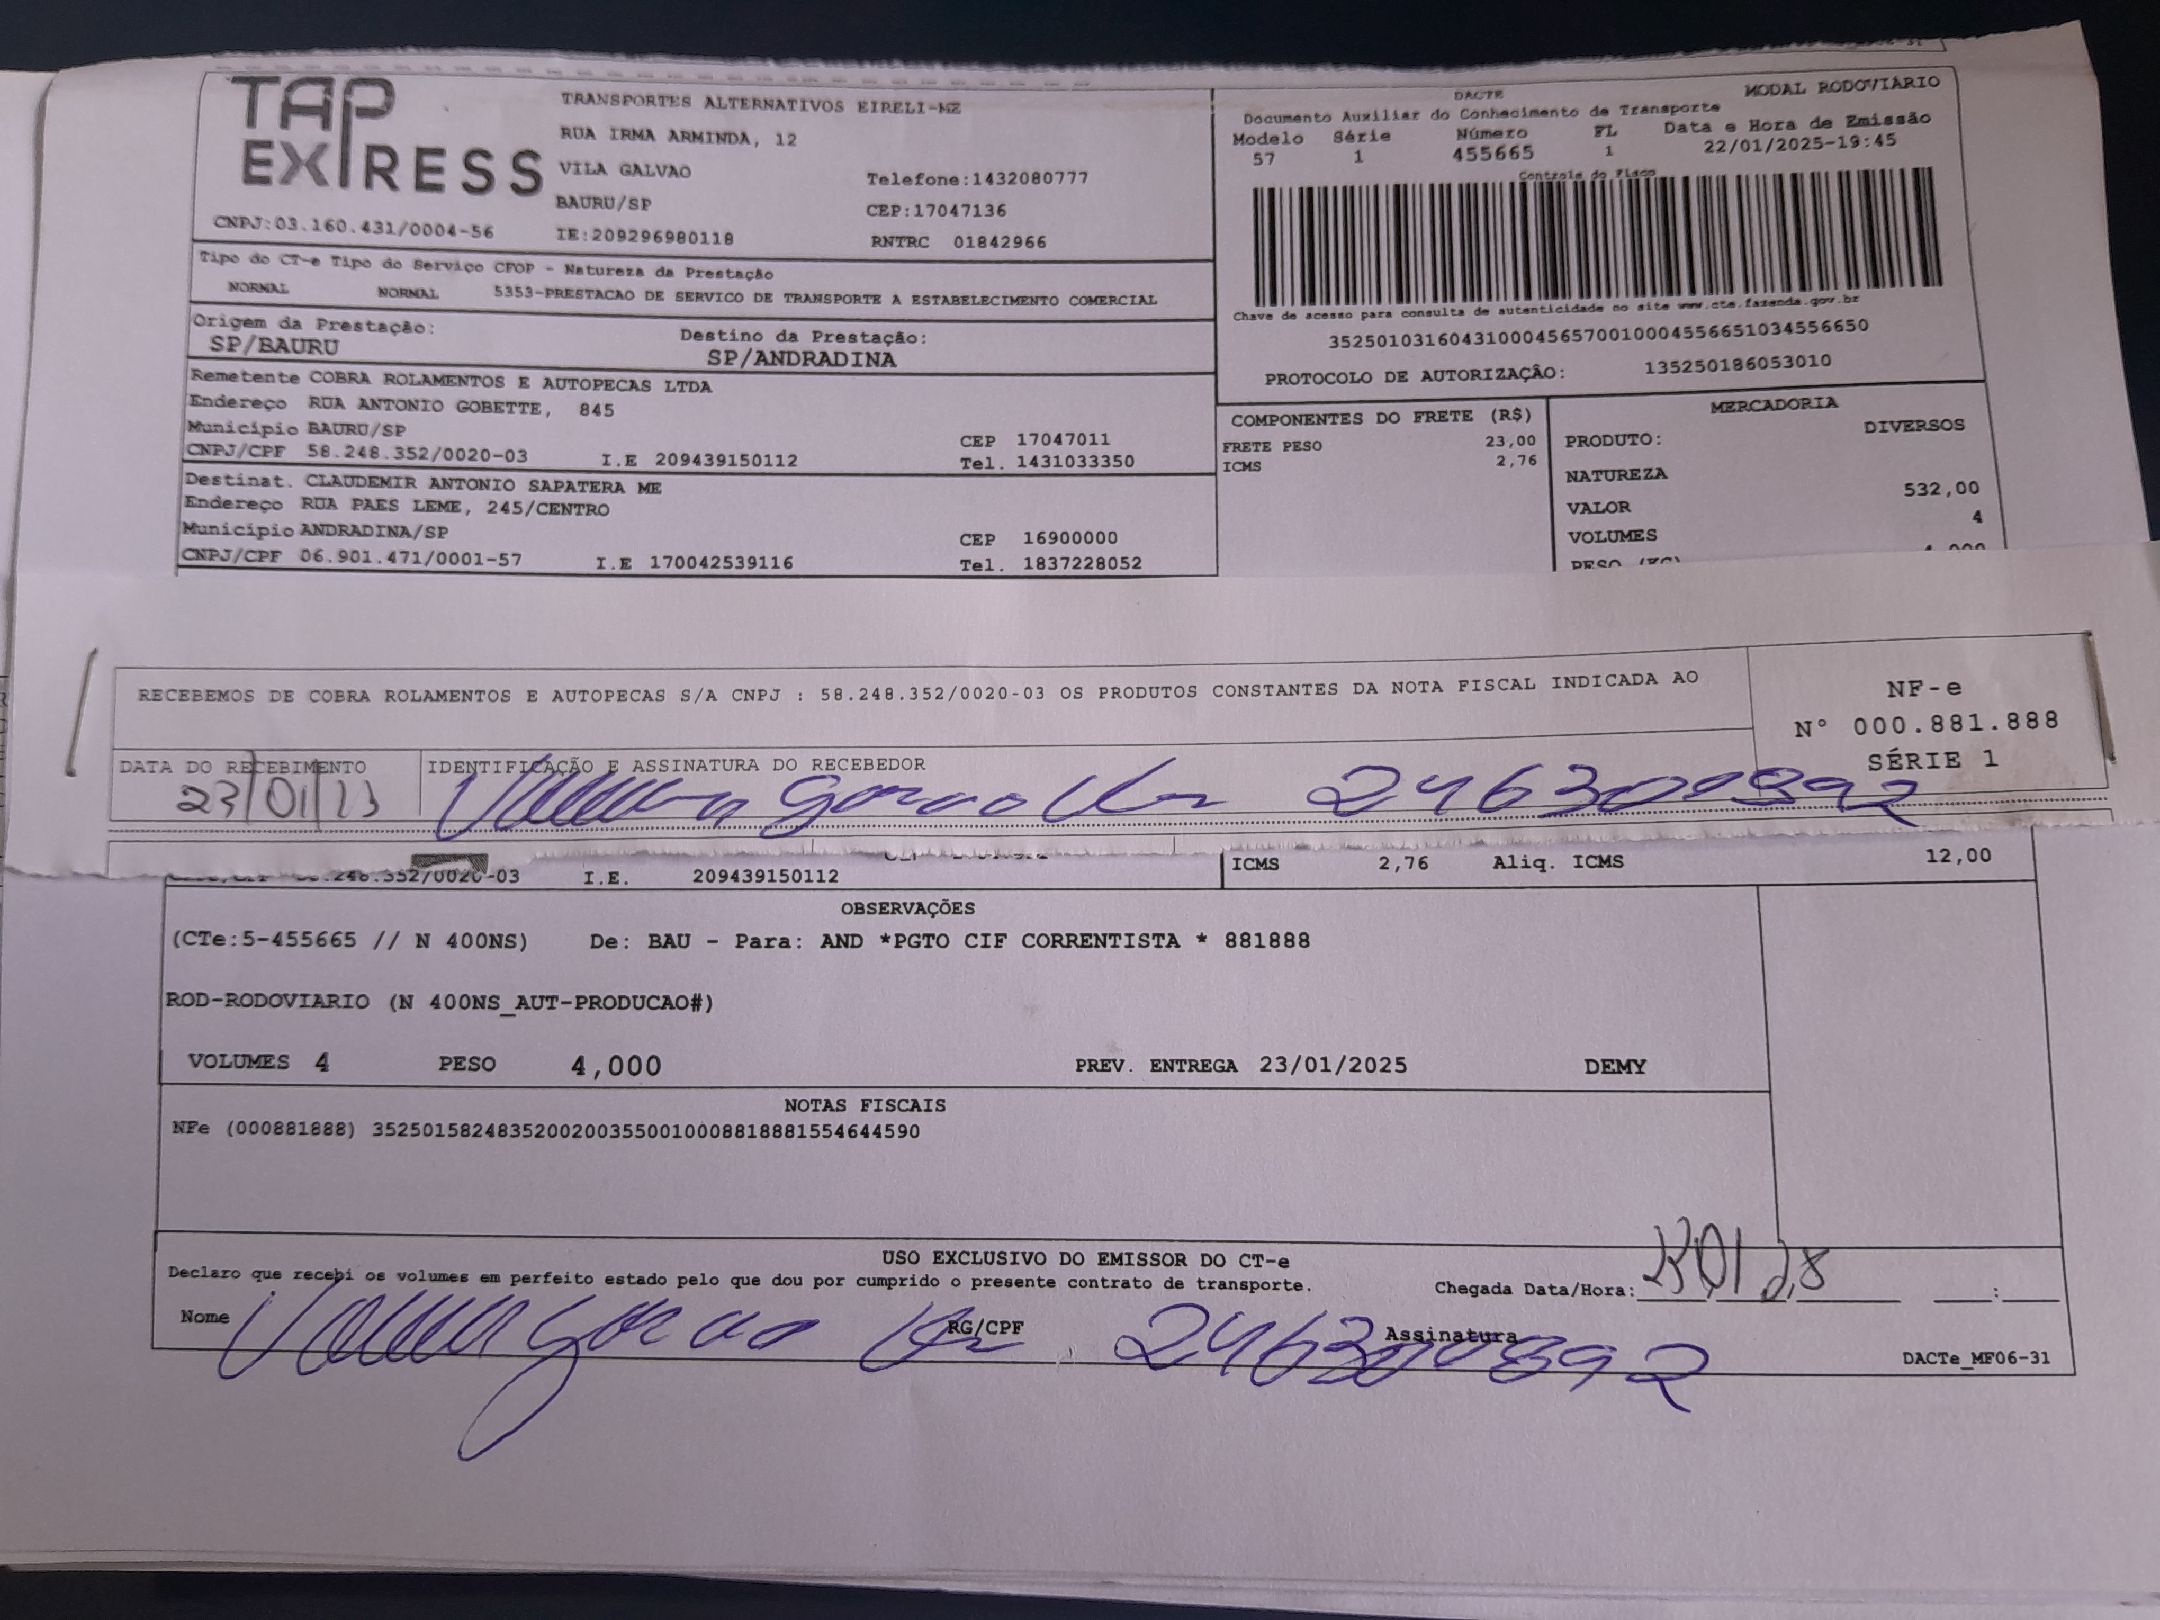 TAP
EXPRESS
TRANSPORTES ALTERNATIVOS EIRELI-ME
RUA IRMA ARMINDA, 12
VILA GALVAO
Telefone:1432080777
BAURU/SP
CEP:17047136
CNPJ:03.160.431/0004-56
IE:209296980118
RNTRC 01842966
DACTE
MODAL RODOVIÁRIO
Documento Auxiliar do Conhecimento de Transporte
Modelo Série Número FL Data e Hora de Emissão
57 1 455665 1 22/01/2025-19:45
Controle do Fisco
Chave de acesso para consulta de autenticidade no site www.cte.fazenda.gov.br
35250103160431000456570010004556651034556650
PROTOCOLO DE AUTORIZAÇÃO: 135250186053010
Tipo do CT-e Tipo do Serviço CFOP - Natureza da Prestação
NORMAL NORMAL 5353-PRESTACAO DE SERVICO DE TRANSPORTE A ESTABELECIMENTO COMERCIAL
Origem da Prestação: Destino da Prestação:
SP/BAURU SP/ANDRADINA
Remetente COBRA ROLAMENTOS E AUTOPECAS LTDA
Endereço RUA ANTONIO GOBETTE, 845
Município BAURU/SP CEP 17047011
CNPJ/CPF 58.248.352/0020-03 I.E 209439150112 Tel. 1431033350
Destinat. CLAUDEMIR ANTONIO SAPATERA ME
Endereço RUA PAES LEME, 245/CENTRO
Município ANDRADINA/SP CEP 16900000
CNPJ/CPF 06.901.471/0001-57 I.E 170042539116 Tel. 1837228052
COMPONENTES DO FRETE (R$)
FRETE PESO 23,00
ICMS 2,76
MERCADORIA
PRODUTO: DIVERSOS
NATUREZA
VALOR 532,00
VOLUMES 4
PESO (KG)
RECEBEMOS DE COBRA ROLAMENTOS E AUTOPECAS S/A CNPJ : 58.248.352/0020-03 OS PRODUTOS CONSTANTES DA NOTA FISCAL INDICADA AO
NF-e
N° 000.881.888
SÉRIE 1
DATA DO RECEBIMENTO
IDENTIFICAÇÃO E ASSINATURA DO RECEBEDOR
23/01/
.248.352/0020-03 I.E. 209439150112
ICMS 2,76 Aliq. ICMS 12,00
OBSERVAÇÕES
(CTe:5-455665 // N 400NS) De: BAU - Para: AND *PGTO CIF CORRENTISTA * 881888
ROD-RODOVIARIO (N 400NS_AUT-PRODUCAO#)
VOLUMES 4 PESO 4,000 PREV. ENTREGA 23/01/2025 DEMY
NOTAS FISCAIS
NFe (000881888) 35250158248352002003550010008818881554644590
USO EXCLUSIVO DO EMISSOR DO CT-e
Declaro que recebi os volumes em perfeito estado pelo que dou por cumprido o presente contrato de transporte.
Chegada Data/Hora:
Nome RG/CPF Assinatura
DACTe_MF06-31